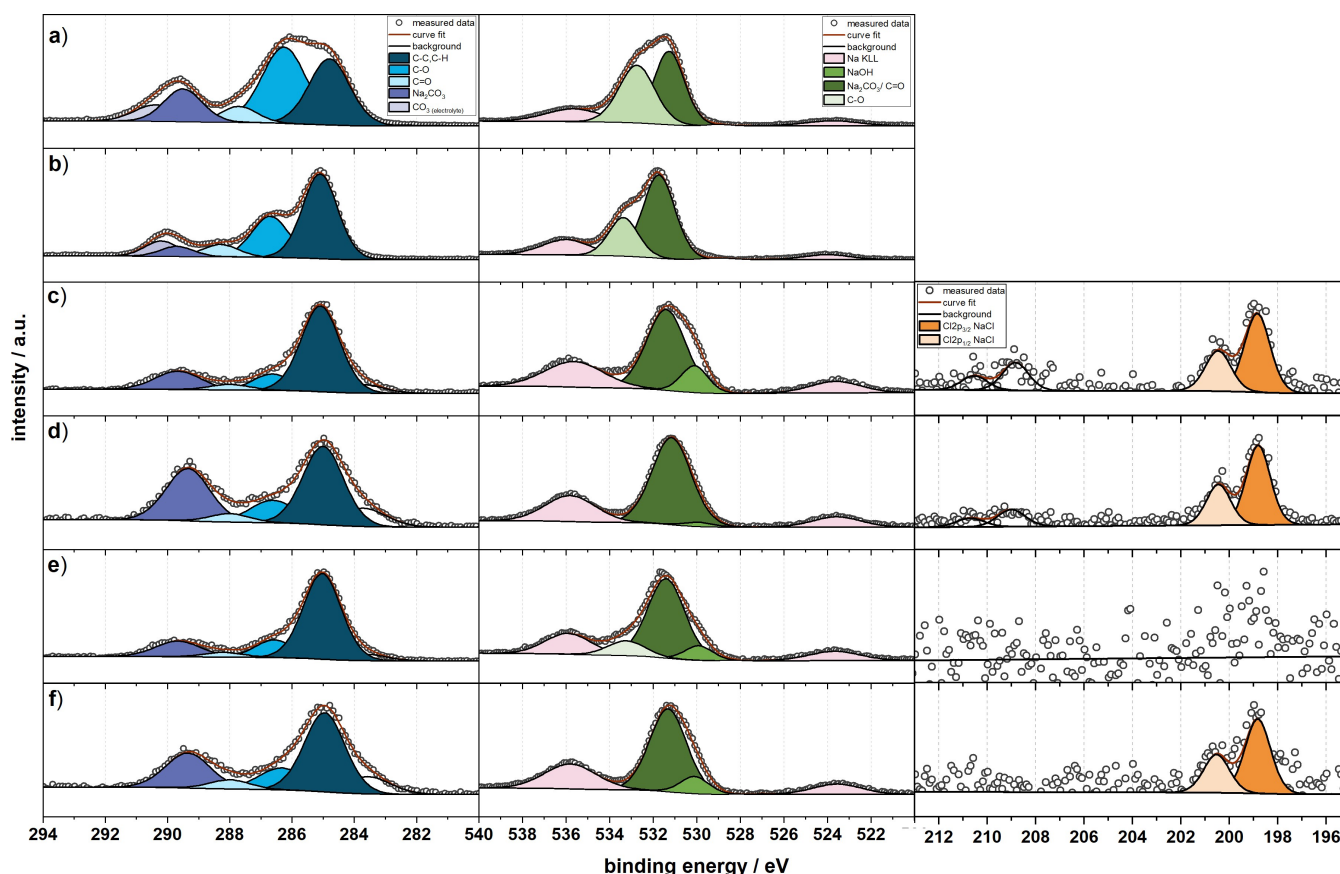 a)
measured data
curve fit
background
C-C,C-H
C-O
C=O
Na₂CO₃
CO₃ (electrolyte)
measured data
curve fit
background
Na KLL
NaOH
Na₂CO₃/ C=O
C-O
b)
c)
measured data
curve fit
background
Cl2p₃/₂ NaCl
Cl2p₁/₂ NaCl
d)
e)
f)
intensity / a.u.
294 292 290 288 286 284 282 540 538 536 534 532 530 528 526 524 522 212 210 208 206 204 202 200 198 196
binding energy / eV